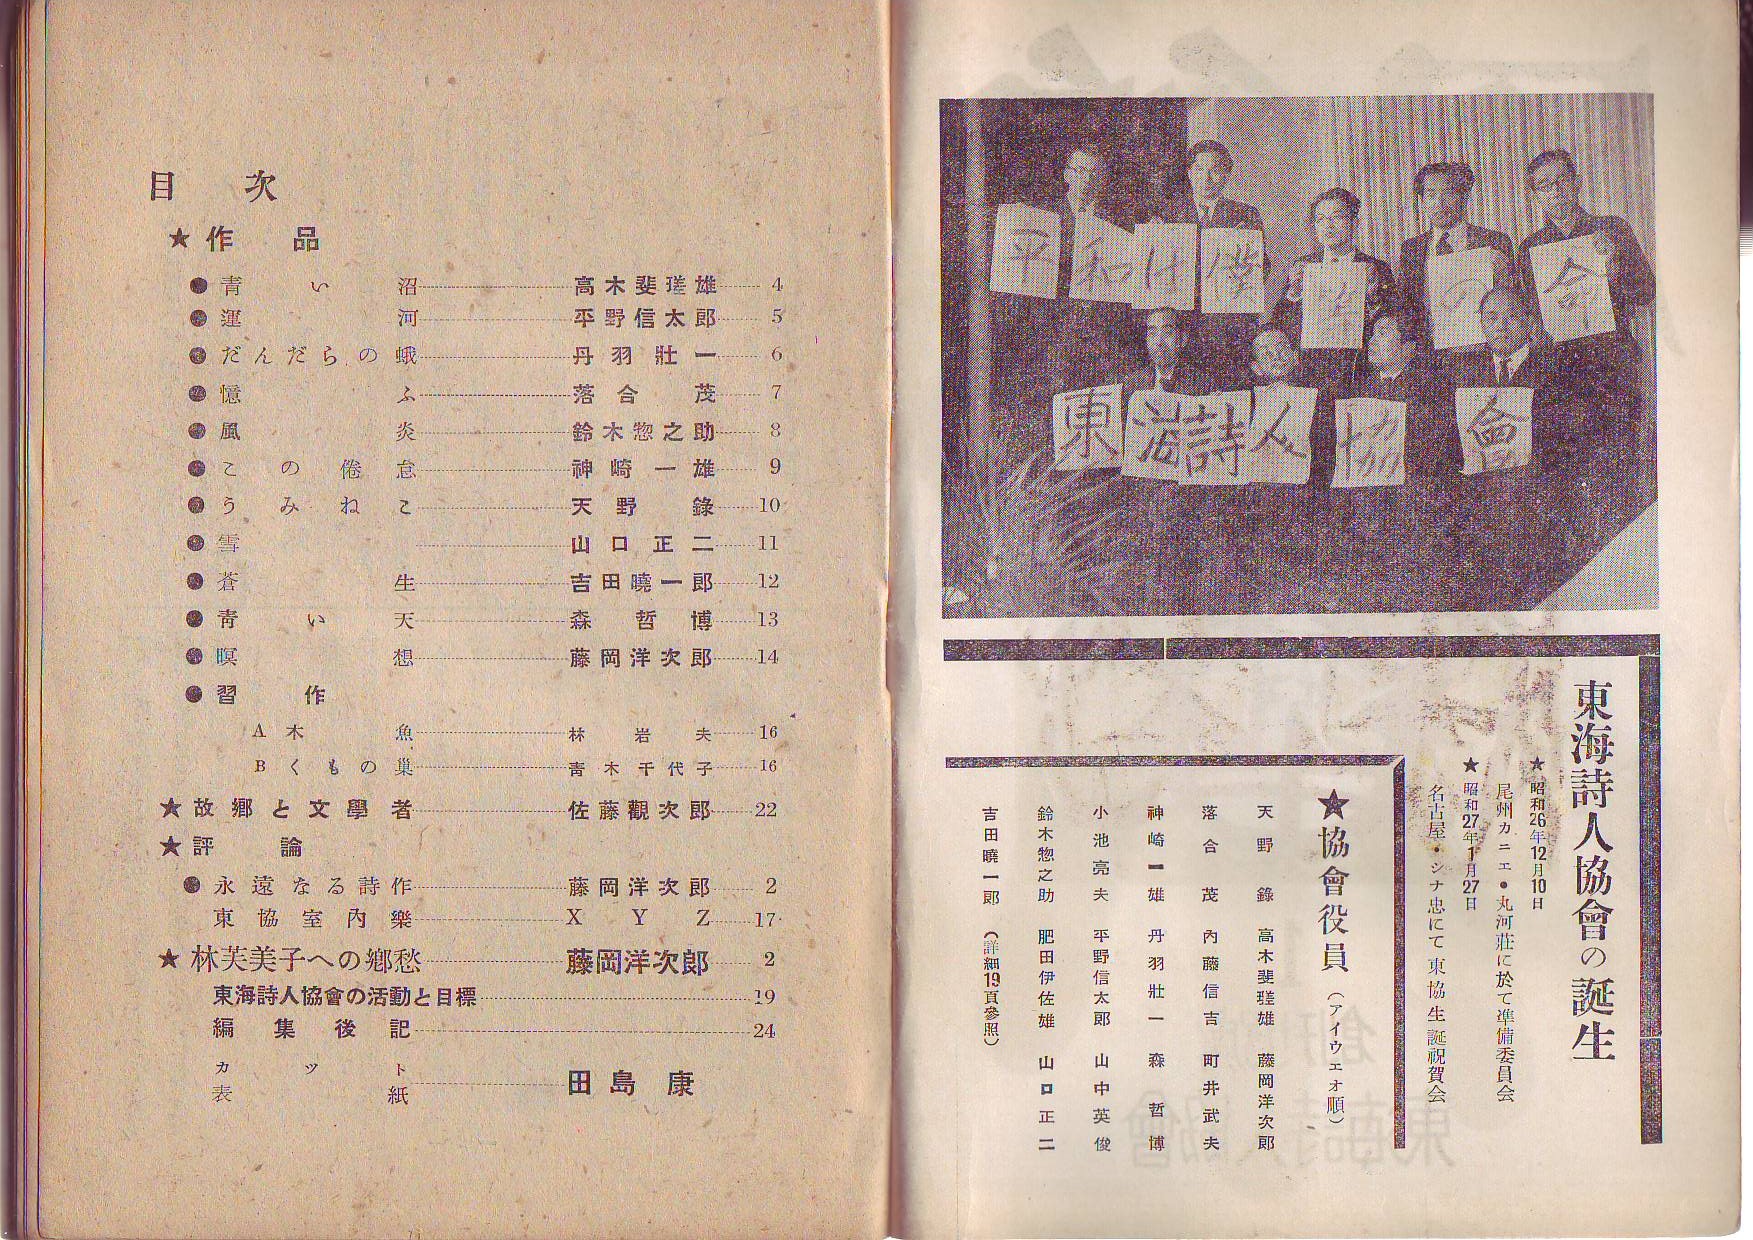 平和は僕達の命
東海詩人協會
東海詩人協會の誕生
★昭和26年12月10日
尾州カニエ・丸河莊に於て準備委員会
★昭和27年1月27日
名古屋・シナ忠にて東協生誕祝賀会
★協會役員（アイウエオ順）
天野錄 高木斐瑳雄 藤岡洋次郎
落合茂 內藤信吉 町井武夫
神崎一雄 丹羽壯一 森哲博
小池亮夫 平野信太郎 山中英俊
鈴木惣之助 肥田伊佐雄 山口正二
吉田曉一郎（詳細19頁參照）
目次
★作品
●靑い沼 高木斐瑳雄 4
●運河 平野信太郎 5
●だんだらの蛾 丹羽壯一 6
●憶ふ 落合茂 7
●風炎 鈴木惣之助 8
●この倦怠 神崎一雄 9
●うみねこ 天野錄 10
●雪 山口正二 11
●蒼生 吉田曉一郎 12
●靑い天 森哲博 13
●暝想 藤岡洋次郎 14
●習作
A木魚 林岩夫 16
Bくもの巢 靑木千代子 16
★故鄕と文學者 佐藤觀次郎 22
★評論
●永遠なる詩作 藤岡洋次郎 2
東協室內樂 XYZ 17
★林芙美子への鄕愁 藤岡洋次郎 2
東海詩人協會の活動と目標 19
編集後記 24
カット
表紙 田島康